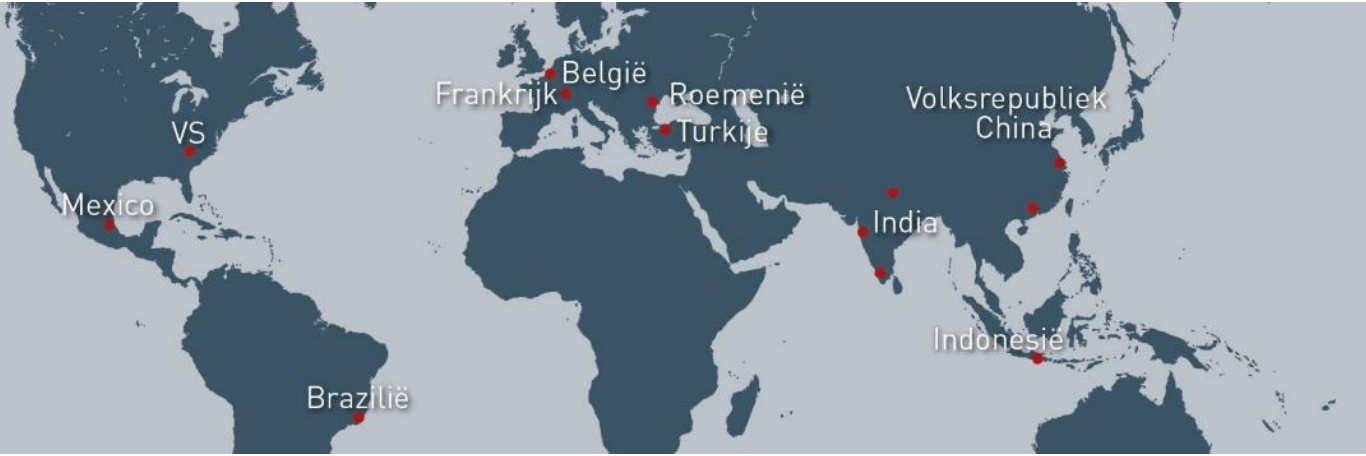 België
Frankrijk
Roemenië
Volksrepubliek
China
VS
Turkije
Mexico
India
Indonesië
Brazilië